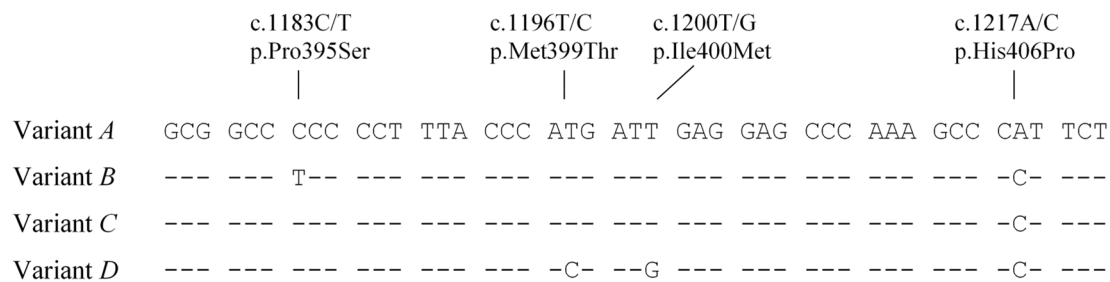 c.1183C/T c.1196T/C c.1200T/G c.1217A/C
p.Pro395Ser p.Met399Thr p.Ile400Met p.His406Pro
Variant A GCG GCC CCC CCT TTA CCC ATG ATT GAG GAG CCC AAA GCC CAT TCT
Variant B --- --- T-- --- --- --- --- --- --- --- --- --- --- -C- ---
Variant C --- --- --- --- --- --- --- --- --- --- --- --- --- -C- ---
Variant D --- --- --- --- --- --- -C- --G --- --- --- --- --- -C- ---